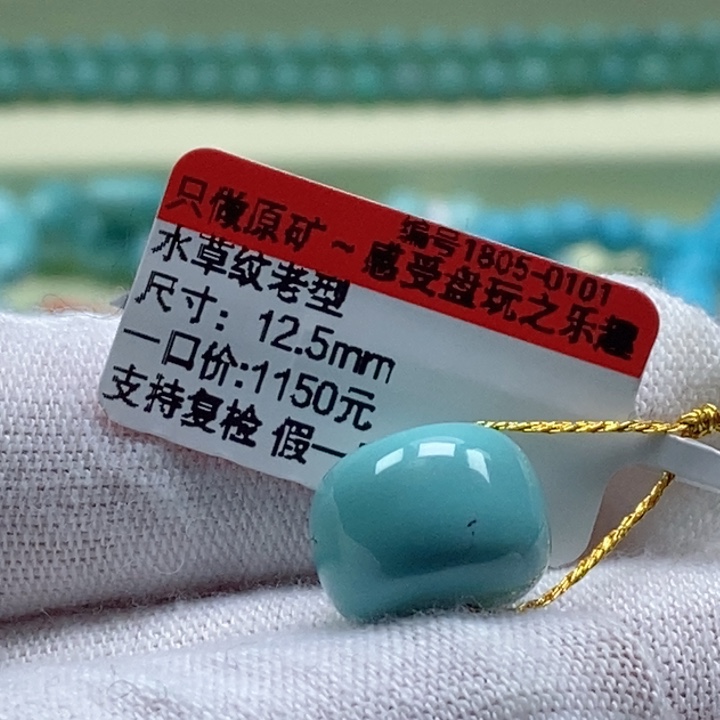 编号1805-0101
只做原矿 ~ 感受盘玩之乐趣
水草纹老型
尺寸: 12.5mm
一口价:1150元
支持复检 假一